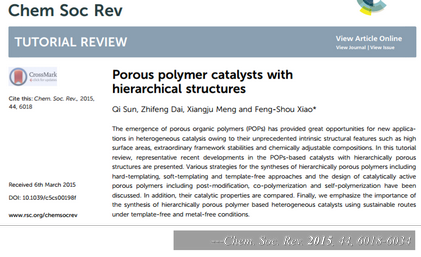 Chem Soc Rev
TUTORIAL REVIEW
View Article Online
View Journal | View Issue
CrossMark
Porous polymer catalysts with
hierarchical structures
Cite this: Chem. Soc. Rev., 2015,
44, 6018
Qi Sun, Zhifeng Dai, Xiangju Meng and Feng-Shou Xiao*
The emergence of porous organic polymers (POPs) has provided great opportunities for new applica-
tions in heterogeneous catalysis owing to their unprecedented intrinsic structural features such as high
surface areas, extraordinary framework stabilities and chemically adjustable compositions. In this tutorial
review, representative recent developments in the POPs-based catalysts with hierarchically porous
structures are presented. Various strategies for the syntheses of hierarchically porous polymers including
hard-templating, soft-templating and template-free approaches and the design of catalytically active
porous polymers including post-modification, co-polymerization and self-polymerization have been
discussed. In addition, their catalytic properties are compared. Finally, we emphasize the importance of
the synthesis of hierarchically porous polymer based heterogeneous catalysts using sustainable routes
under template-free and metal-free conditions.
Received 6th March 2015
DOI: 10.1039/c5cs00198f
www.rsc.org/chemsocrev
—Chem. Soc. Rev. 2015, 44, 6018-6034